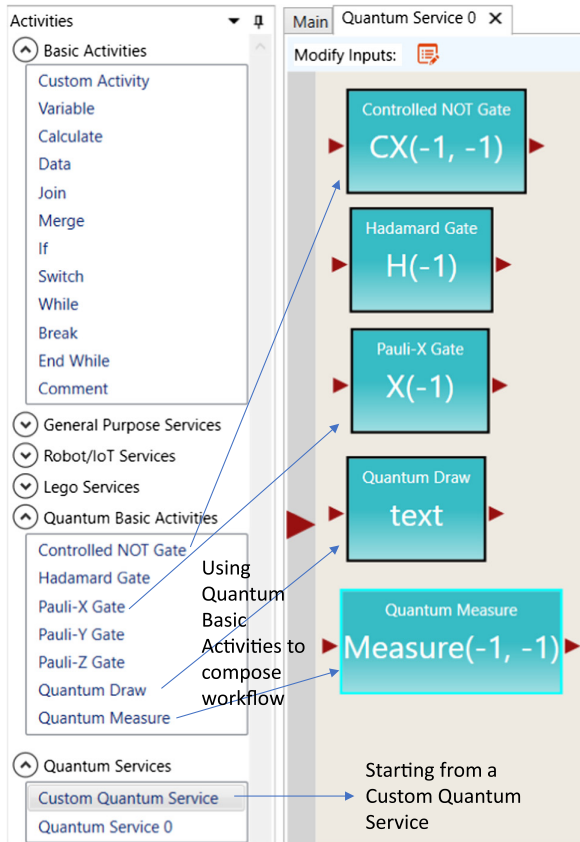 Activities
Basic Activities
Custom Activity
Variable
Calculate
Data
Join
Merge
If
Switch
While
Break
End While
Comment
General Purpose Services
Robot/IoT Services
Lego Services
Quantum Basic Activities
Controlled NOT Gate
Hadamard Gate
Pauli-X Gate
Pauli-Y Gate
Pauli-Z Gate
Quantum Draw
Quantum Measure
Quantum Services
Custom Quantum Service
Quantum Service 0
Using
Quantum
Basic
Activities to
compose
workflow
Main
Quantum Service 0 ✕
Modify Inputs:
Controlled NOT Gate
CX(-1, -1)
Hadamard Gate
H(-1)
Pauli-X Gate
X(-1)
Quantum Draw
text
Quantum Measure
Measure(-1, -1)
Starting from a
Custom Quantum
Service